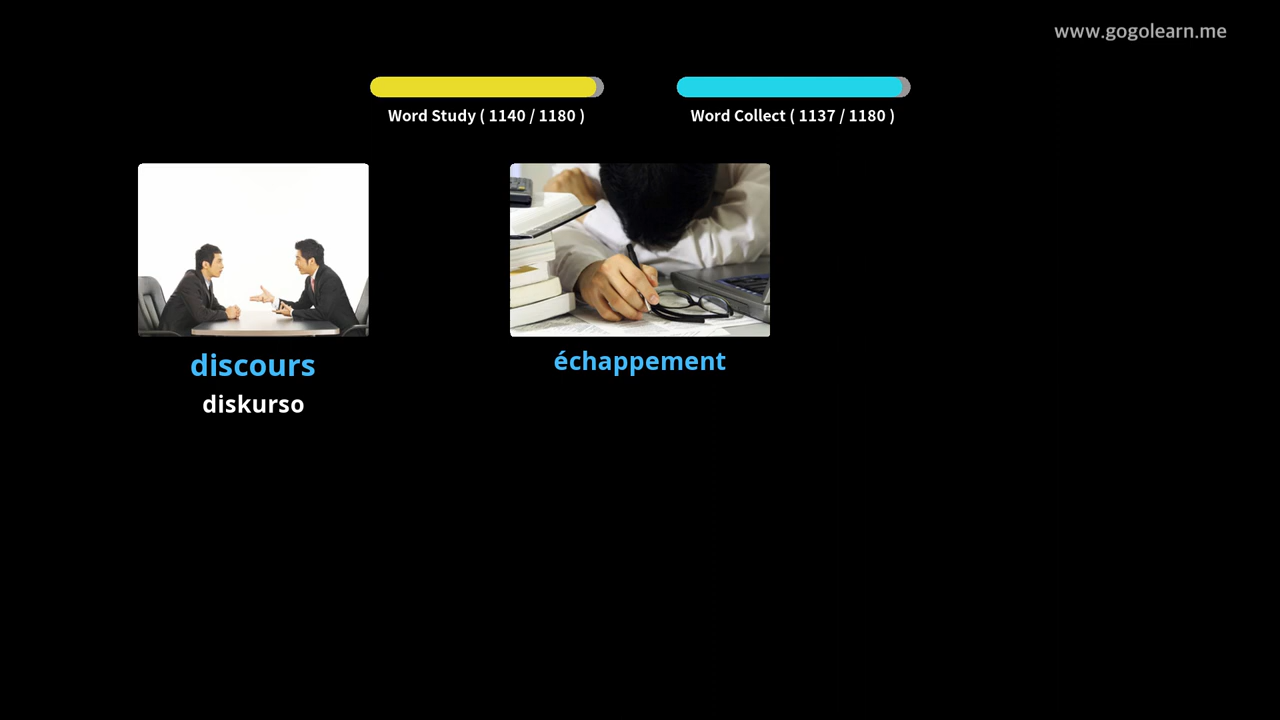 www.gogolearn.me
Word Study ( 1140 / 1180 )
Word Collect ( 1137 / 1180 )
discours
diskurso
échappement